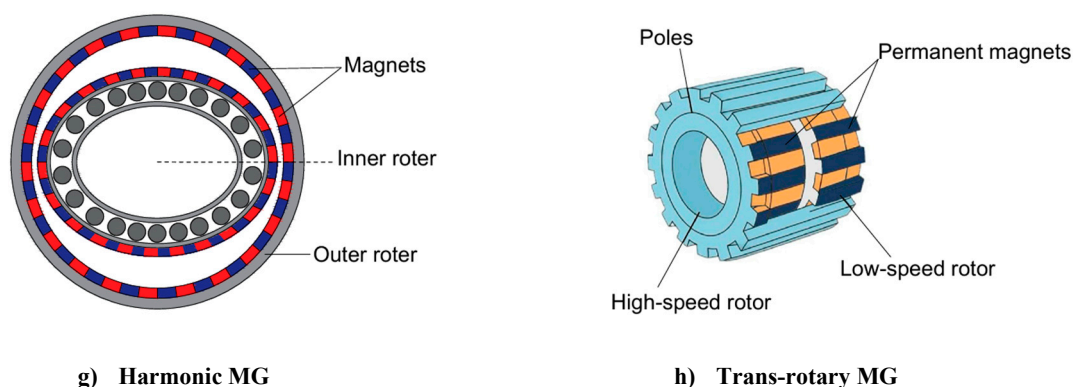 Magnets
Inner roter
Outer roter
g) Harmonic MG
Poles
Permanent magnets
Low-speed rotor
High-speed rotor
h) Trans-rotary MG